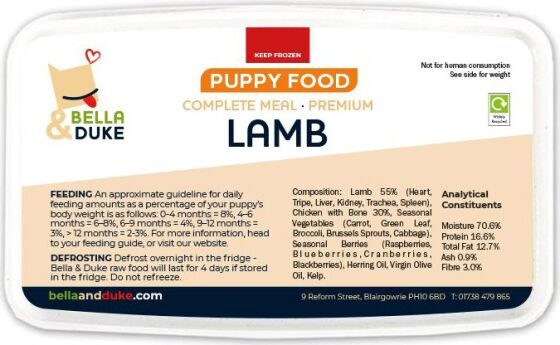 KEEP FROZEN
PUPPY FOOD
COMPLETE MEAL · PREMIUM
LAMB
Not for human consumption
See side for weight
BELLA
& DUKE
Widely
Recycled
FEEDING An approximate guideline for daily
feeding amounts as a percentage of your puppy's
body weight is as follows: 0-4 months = 8%, 4-6
months = 6-8%, 6-9 months = 4%, 9-12 months =
3%, > 12 months = 2-3%. For more information, head
to your feeding guide, or visit our website.
DEFROSTING Defrost overnight in the fridge -
Bella & Duke raw food will last for 4 days if stored
in the fridge. Do not refreeze.
Composition: Lamb 55% (Heart,
Tripe, Liver, Kidney, Trachea, Spleen),
Chicken with Bone 30%, Seasonal
Vegetables (Carrot, Green Leaf,
Broccoli, Brussels Sprouts, Cabbage),
Seasonal Berries (Raspberries,
Blueberries, Cranberries,
Blackberries), Herring Oil, Virgin Olive
Oil, Kelp.
Analytical
Constituents
Moisture 70.6%
Protein 16.6%
Total Fat 12.7%
Ash 0.9%
Fibre 3.0%
bellaandduke.com
9 Reform Street, Blairgowrie PH10 6BD T: 01738 479 865